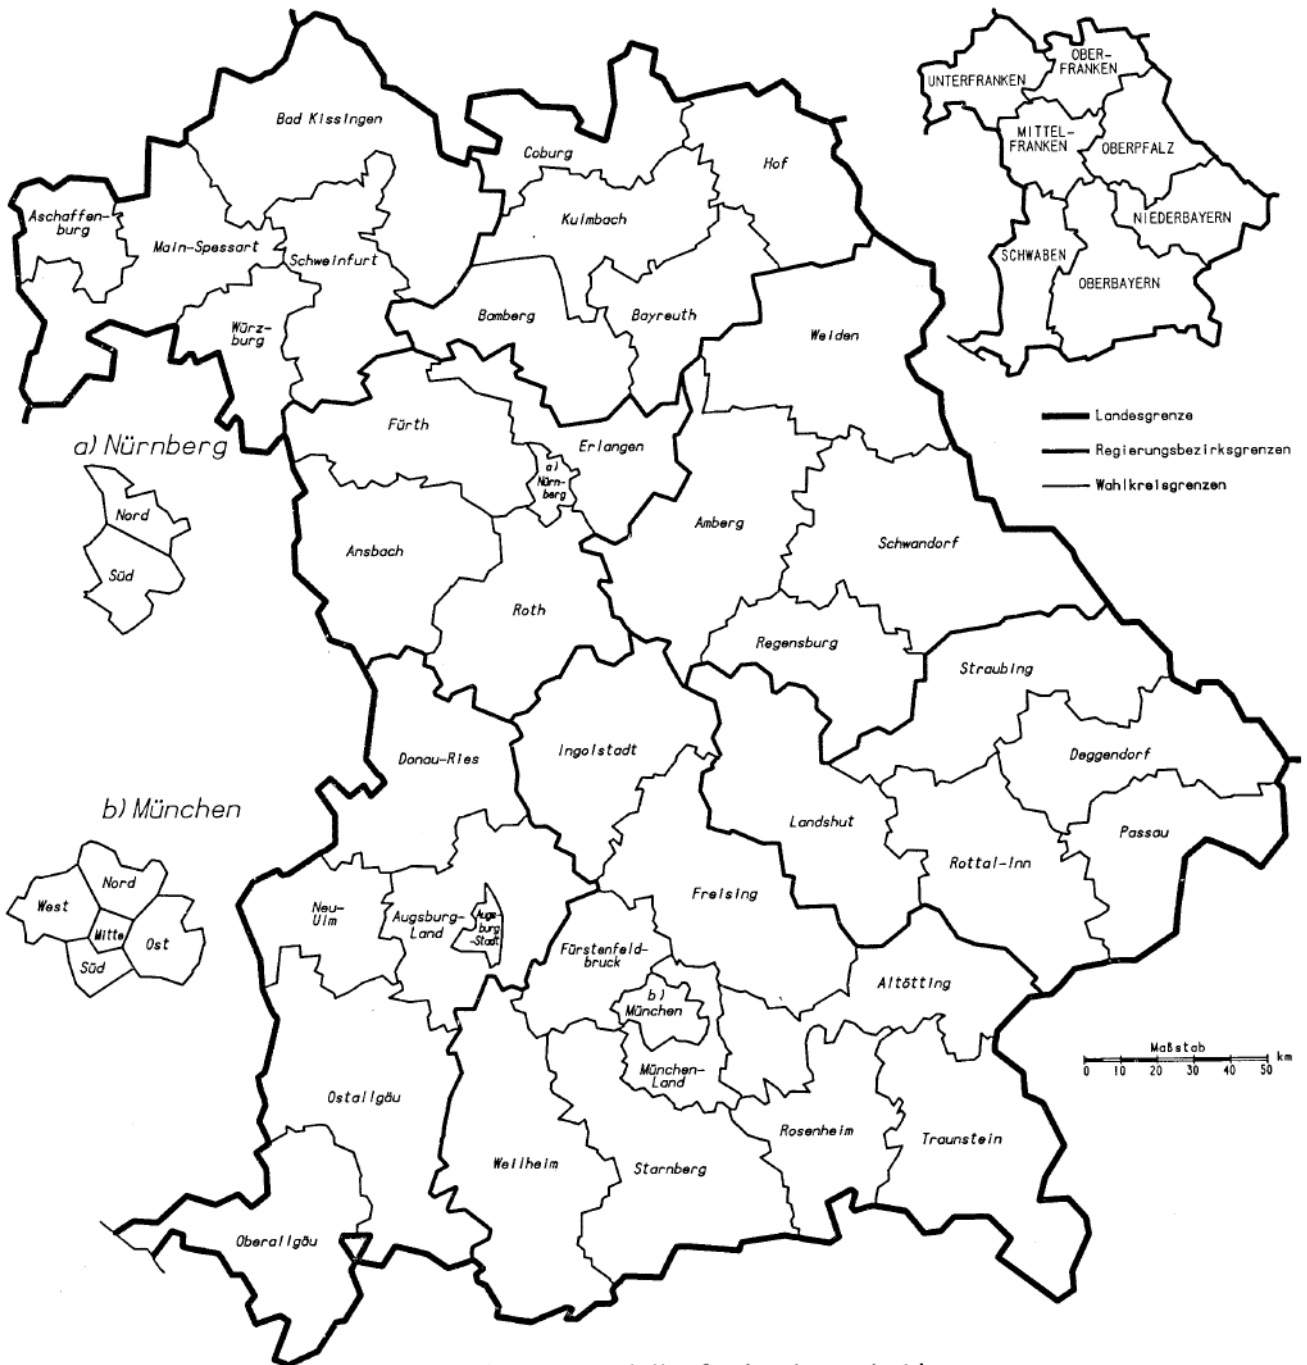 Bad Kissingen
Coburg
Hof
Aschaffen-
burg
Main-Spessart
Schweinfurt
Kulmbach
Würz-
burg
Bamberg
Bayreuth
Weiden
Fürth
Erlangen
a)
Nürn-
berg
Ansbach
Roth
Amberg
Schwandorf
Regensburg
Straubing
Deggendorf
Passau
Donau-Ries
Ingolstadt
Landshut
Rottal-Inn
Neu-
Ulm
Augsburg-
Land
Augs-
burg
-Stadt
Freising
Fürstenfeld-
bruck
b)
München
Altötting
München-
Land
Ostallgäu
Weilheim
Starnberg
Rosenheim
Traunstein
Oberallgäu
a) Nürnberg
Nord
Süd
b) München
Nord
West
Mitte
Ost
Süd
UNTERFRANKEN
OBER-
FRANKEN
MITTEL-
FRANKEN
OBERPFALZ
NIEDERBAYERN
SCHWABEN
OBERBAYERN
Landesgrenze
Regierungsbezirksgrenzen
Wahlkreisgrenzen
Maßstab
0 10 20 30 40 50 km